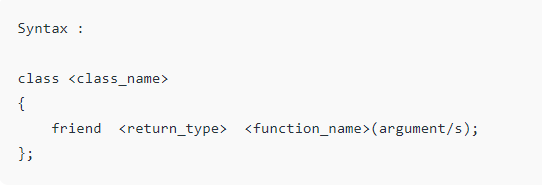 Syntax :
class <class_name>
{
    friend  <return_type>  <function_name>(argument/s);
};